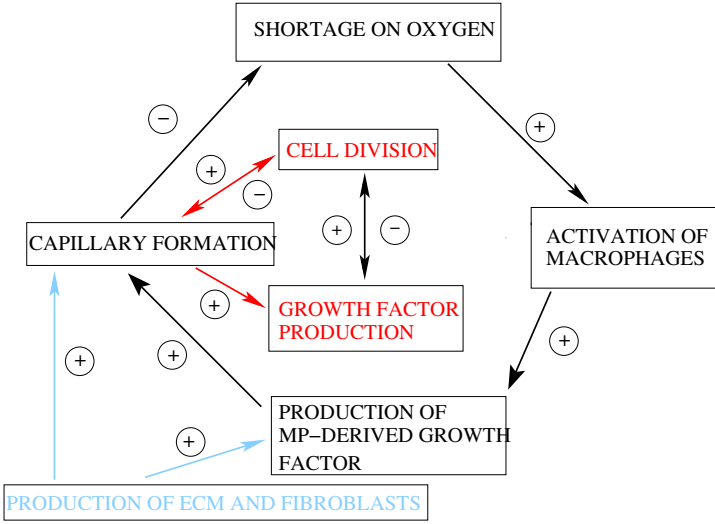 SHORTAGE ON OXYGEN
−
+
CELL DIVISION
+
−
CAPILLARY FORMATION
+
−
ACTIVATION OF
MACROPHAGES
+
GROWTH FACTOR
PRODUCTION
+
+
+
PRODUCTION OF
MP−DERIVED GROWTH
FACTOR
+
PRODUCTION OF ECM AND FIBROBLASTS